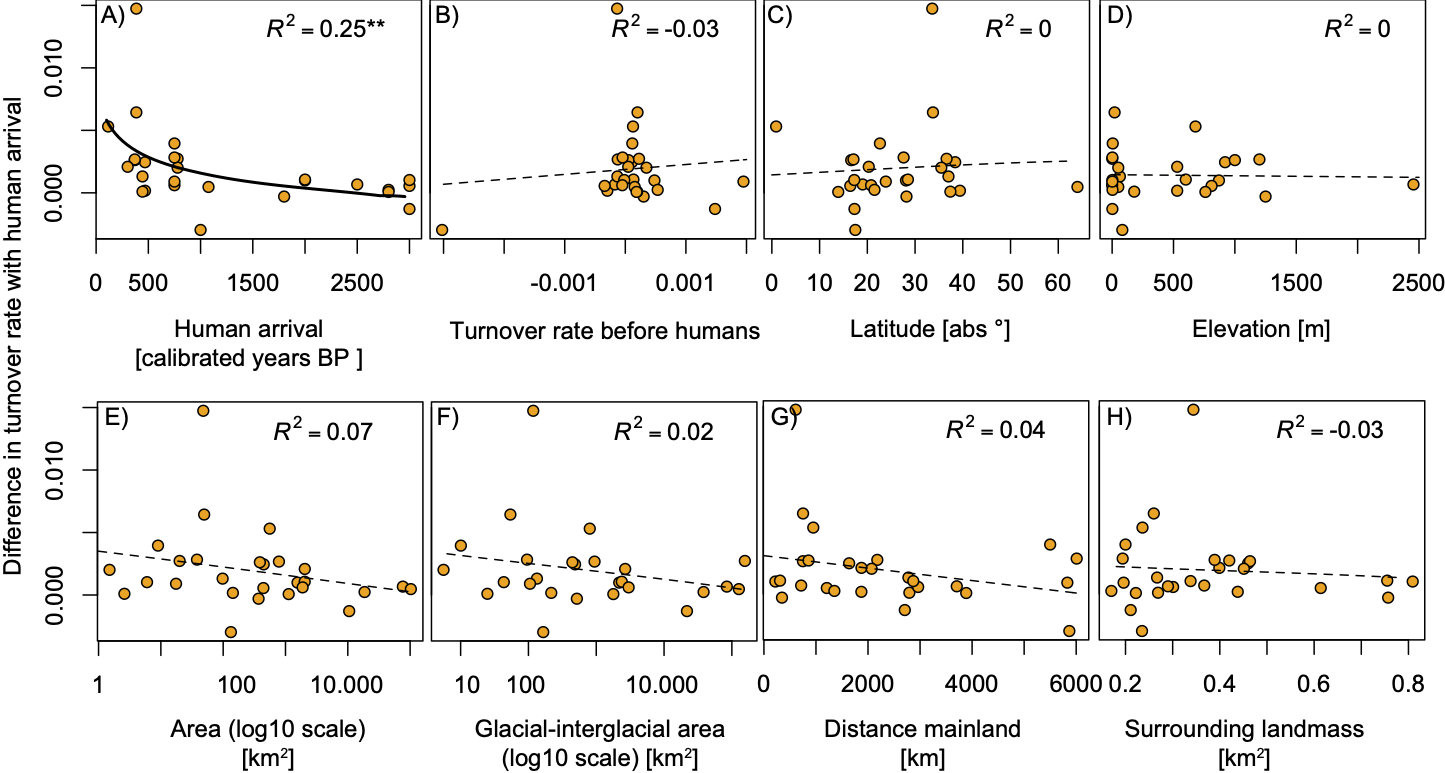 Difference in turnover rate with human arrival
A)
R² = 0.25**
B)
R² = -0.03
C)
R² = 0
D)
R² = 0
0.010
0.000
0 500 1500 2500
-0.001 0.001
0 10 20 30 40 50 60
0 500 1500 2500
Human arrival
[calibrated years BP ]
Turnover rate before humans
Latitude [abs °]
Elevation [m]
E)
R² = 0.07
F)
R² = 0.02
G)
R² = 0.04
H)
R² = -0.03
0.010
0.000
1 100 10.000
10 100 10.000
0 2000 4000 6000
0.2 0.4 0.6 0.8
Area (log10 scale)
[km²]
Glacial-interglacial area
(log10 scale) [km²]
Distance mainland
[km]
Surrounding landmass
[km²]